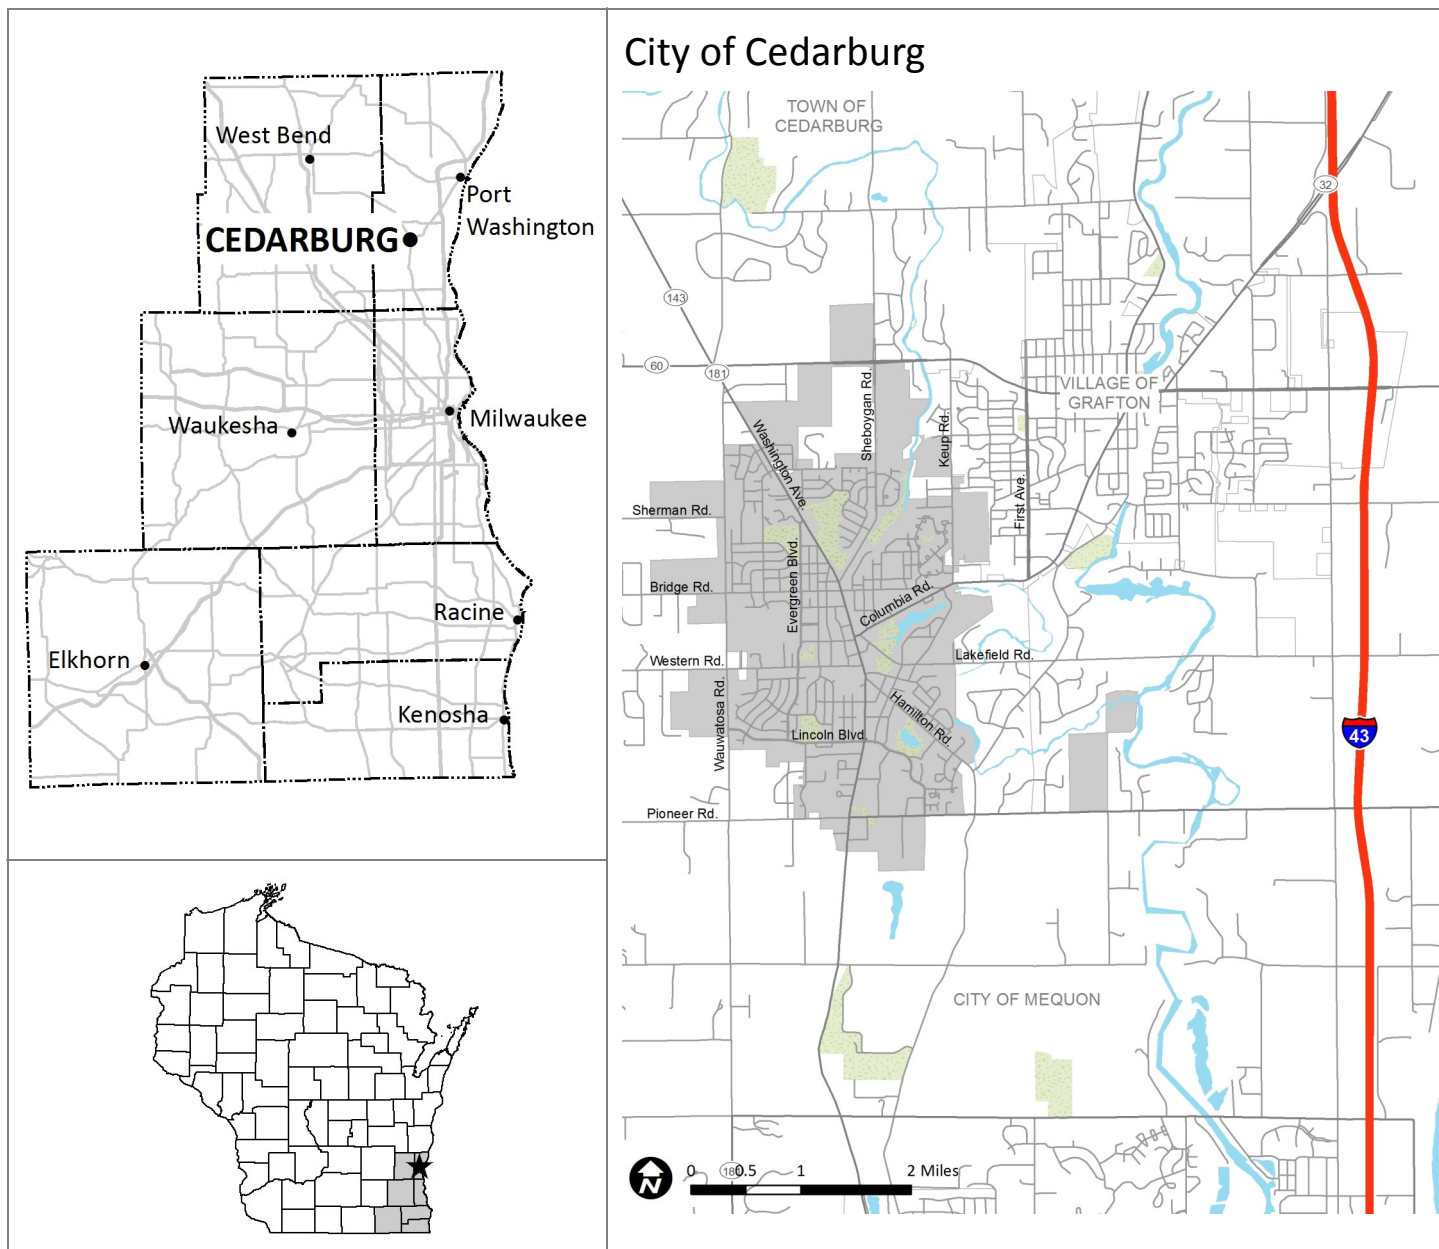 West Bend
Port
Washington
CEDARBURG
Waukesha
Milwaukee
Racine
Elkhorn
Kenosha
City of Cedarburg
TOWN OF
CEDARBURG
32
143
60
181
VILLAGE OF
GRAFTON
Sheboygan Rd.
Keup Rd.
Washington Ave.
First Ave.
Sherman Rd.
Evergreen Blvd.
Bridge Rd.
Columbia Rd.
Western Rd.
Lakefield Rd.
Wauwatosa Rd.
Hamilton Rd.
Lincoln Blvd.
43
Pioneer Rd.
CITY OF MEQUON
N
0 0.5 1 2 Miles